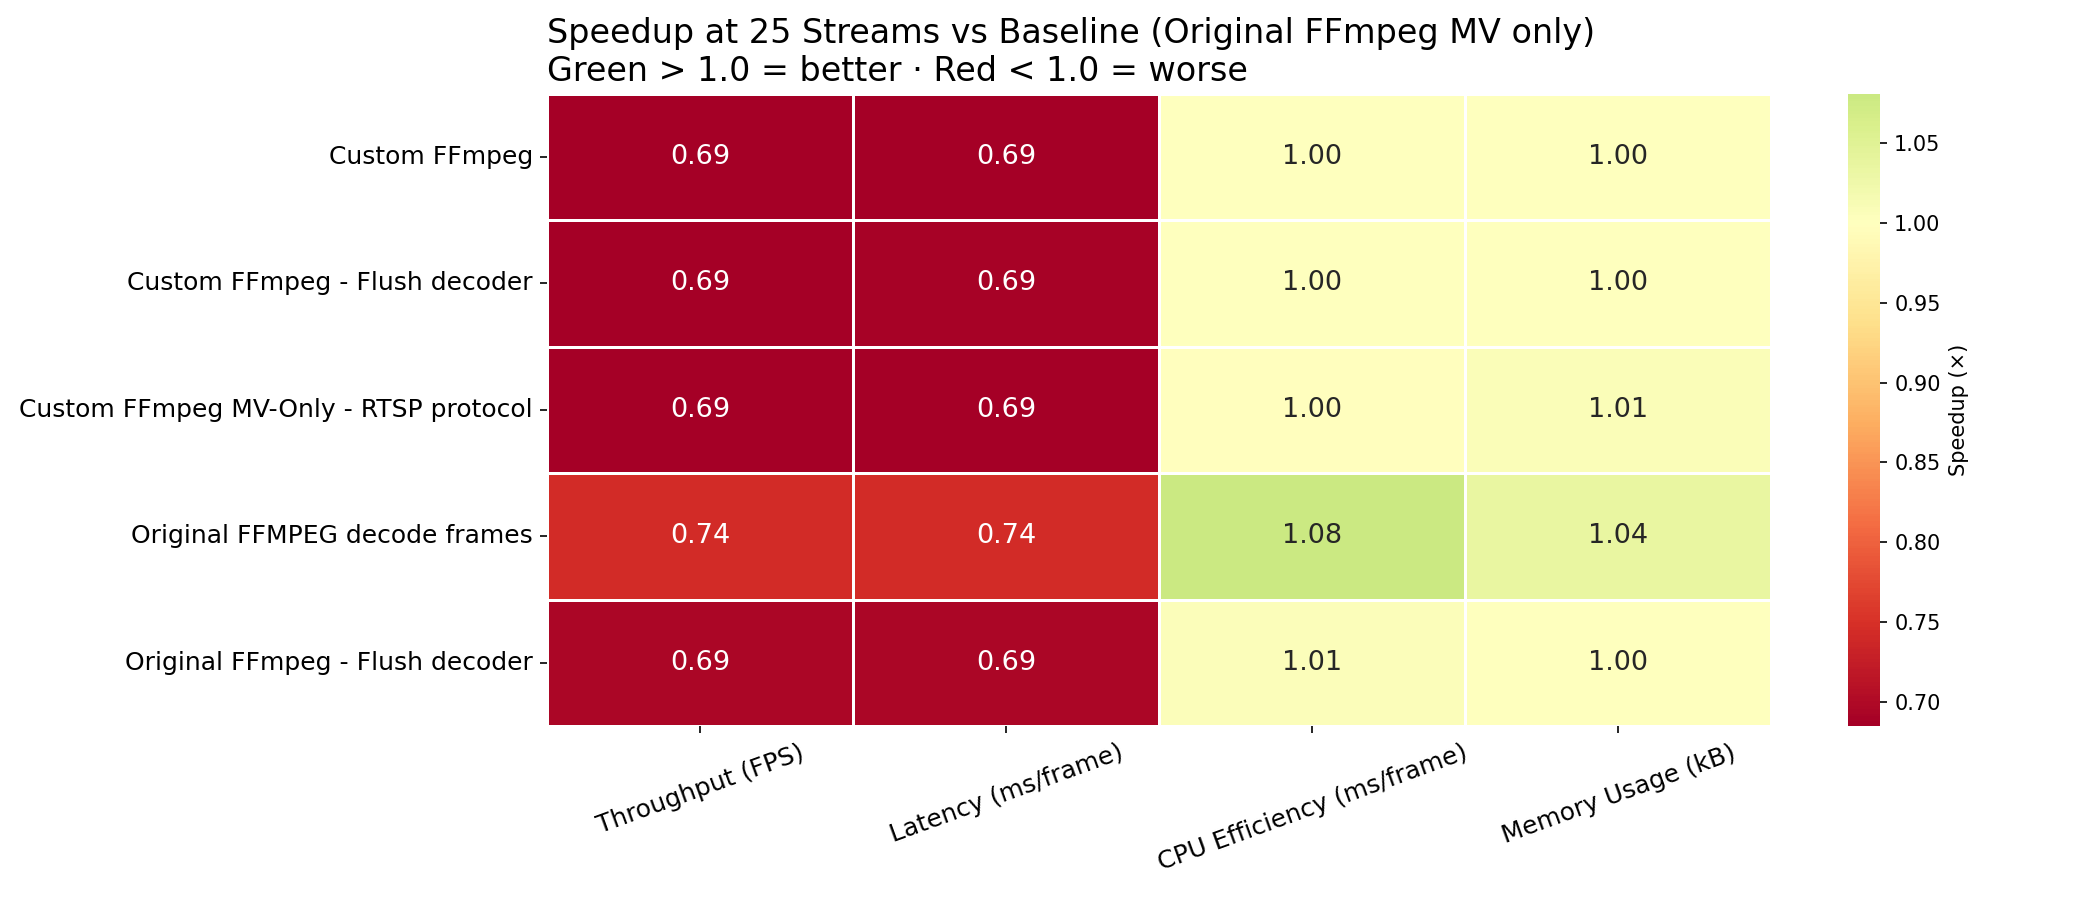 Speedup at 25 Streams vs Baseline (Original FFmpeg MV only)
Green > 1.0 = better · Red < 1.0 = worse
Custom FFmpeg
0.69
0.69
1.00
1.00
Custom FFmpeg - Flush decoder
0.69
0.69
1.00
1.00
Custom FFmpeg MV-Only - RTSP protocol
0.69
0.69
1.00
1.01
Original FFMPEG decode frames
0.74
0.74
1.08
1.04
Original FFmpeg - Flush decoder
0.69
0.69
1.01
1.00
Throughput (FPS)
Latency (ms/frame)
CPU Efficiency (ms/frame)
Memory Usage (kB)
1.05
1.00
0.95
0.90
0.85
0.80
0.75
0.70
Speedup (×)